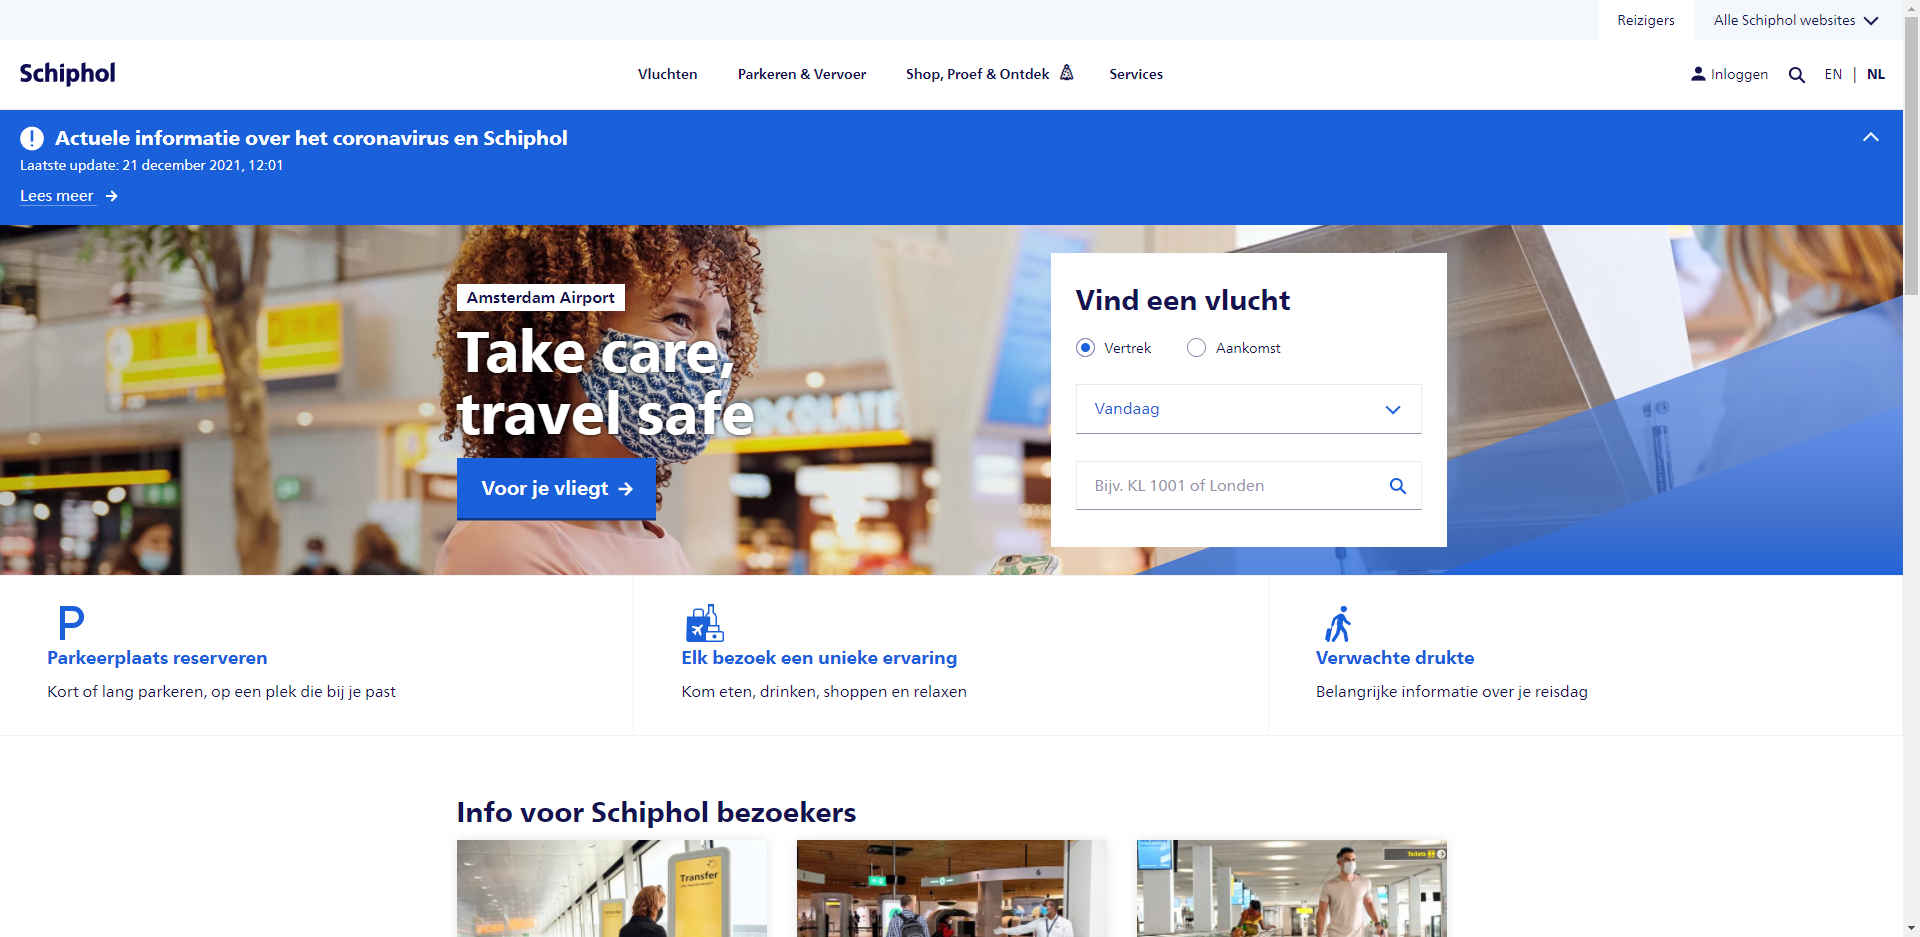 Reizigers
Alle Schiphol websites
Schiphol
Vluchten
Parkeren & Vervoer
Shop, Proef & Ontdek
Services
Inloggen
EN | NL
Actuele informatie over het coronavirus en Schiphol
Laatste update: 21 december 2021, 12:01
Lees meer
Amsterdam Airport
Take care,
travel safe
Voor je vliegt
Vind een vlucht
Vertrek
Aankomst
Vandaag
Bijv. KL 1001 of Londen
P
Parkeerplaats reserveren
Kort of lang parkeren, op een plek die bij je past
Elk bezoek een unieke ervaring
Kom eten, drinken, shoppen en relaxen
Verwachte drukte
Belangrijke informatie over je reisdag
Info voor Schiphol bezoekers
Transfer
Transfer
5
6
Toilets